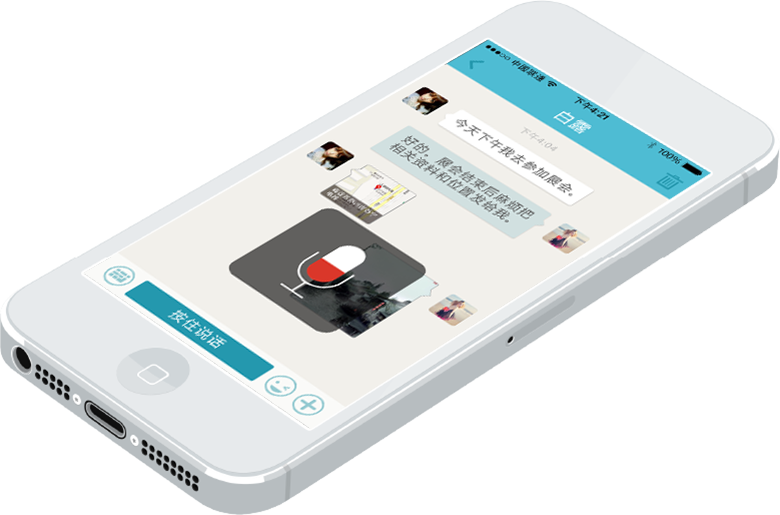 中国联通
下午4:21
100%
白露
下午4:04
今天下午我去参加展会。
好的，展会结束后麻烦把
相关资料和位置发给我。
按住说话